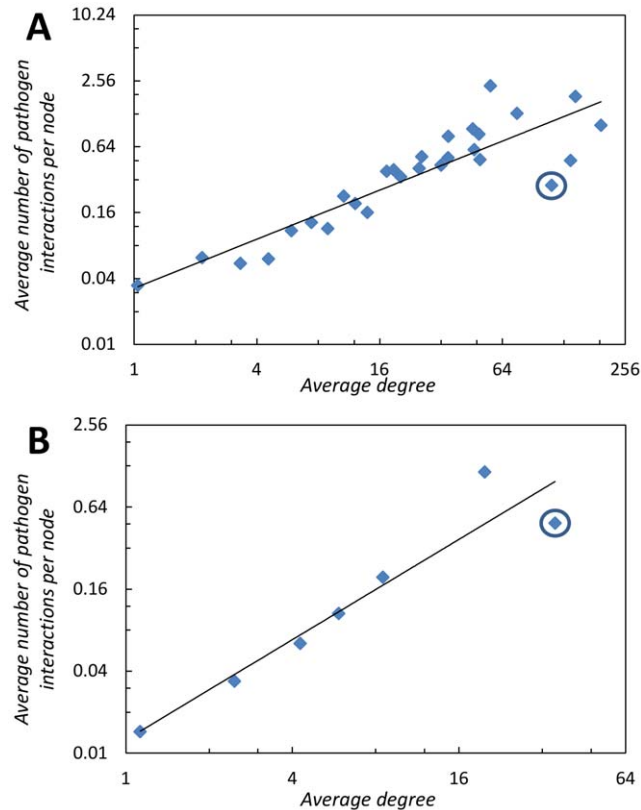 A
Average number of pathogen
interactions per node
10.24
2.56
0.64
0.16
0.04
0.01
1 4 16 64 256
Average degree
B
Average number of pathogen
interactions per node
2.56
0.64
0.16
0.04
0.01
1 4 16 64
Average degree